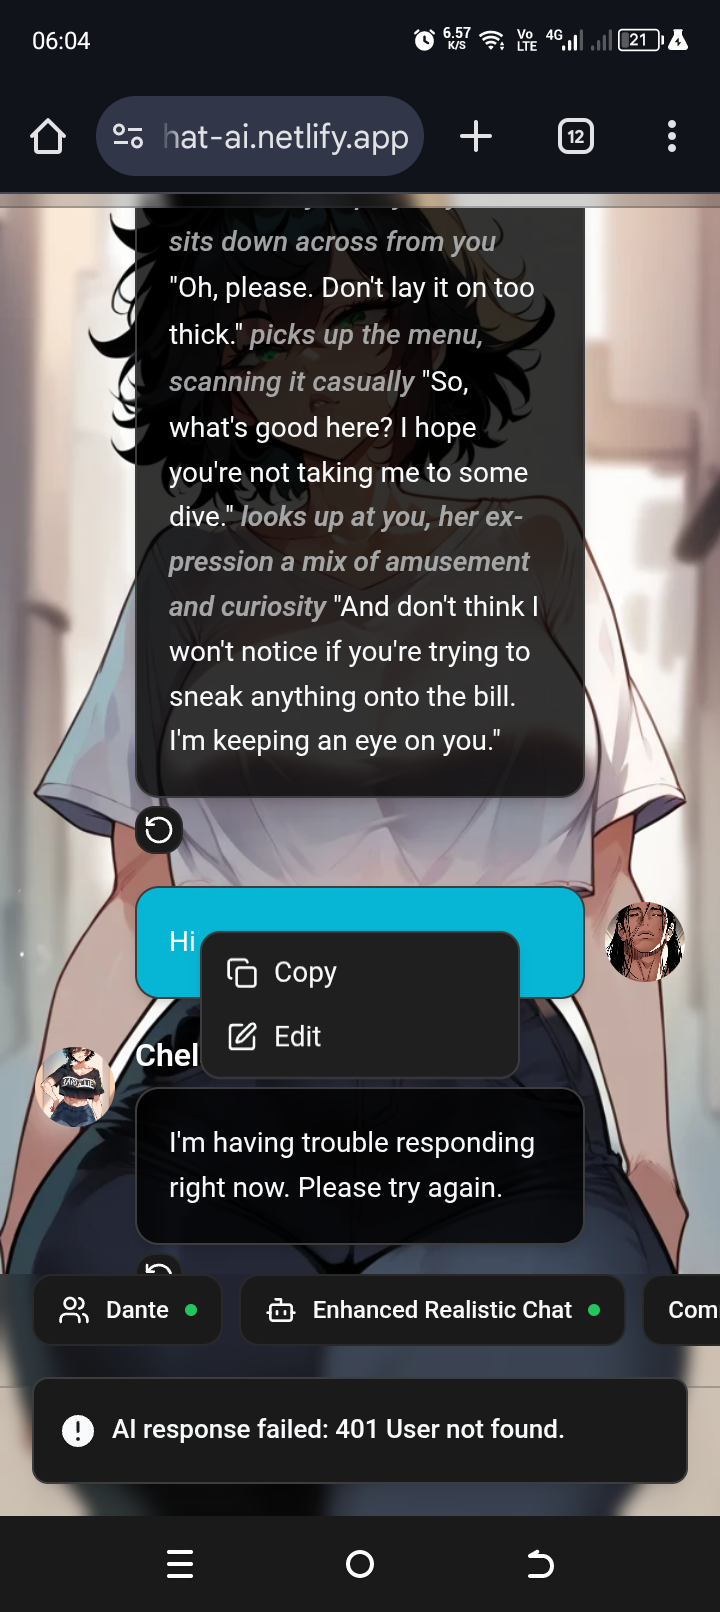 06:04
6.57
K/S
Vo
LTE
4G
21
hat-ai.netlify.app
12
sits down across from you
"Oh, please. Don't lay it on too
thick." picks up the menu,
scanning it casually "So,
what's good here? I hope
you're not taking me to some
dive." looks up at you, her ex-
pression a mix of amusement
and curiosity "And don't think I
won't notice if you're trying to
sneak anything onto the bill.
I'm keeping an eye on you."
Hi
Copy
Edit
Chel
I'm having trouble responding
right now. Please try again.
Dante
Enhanced Realistic Chat
Com
AI response failed: 401 User not found.